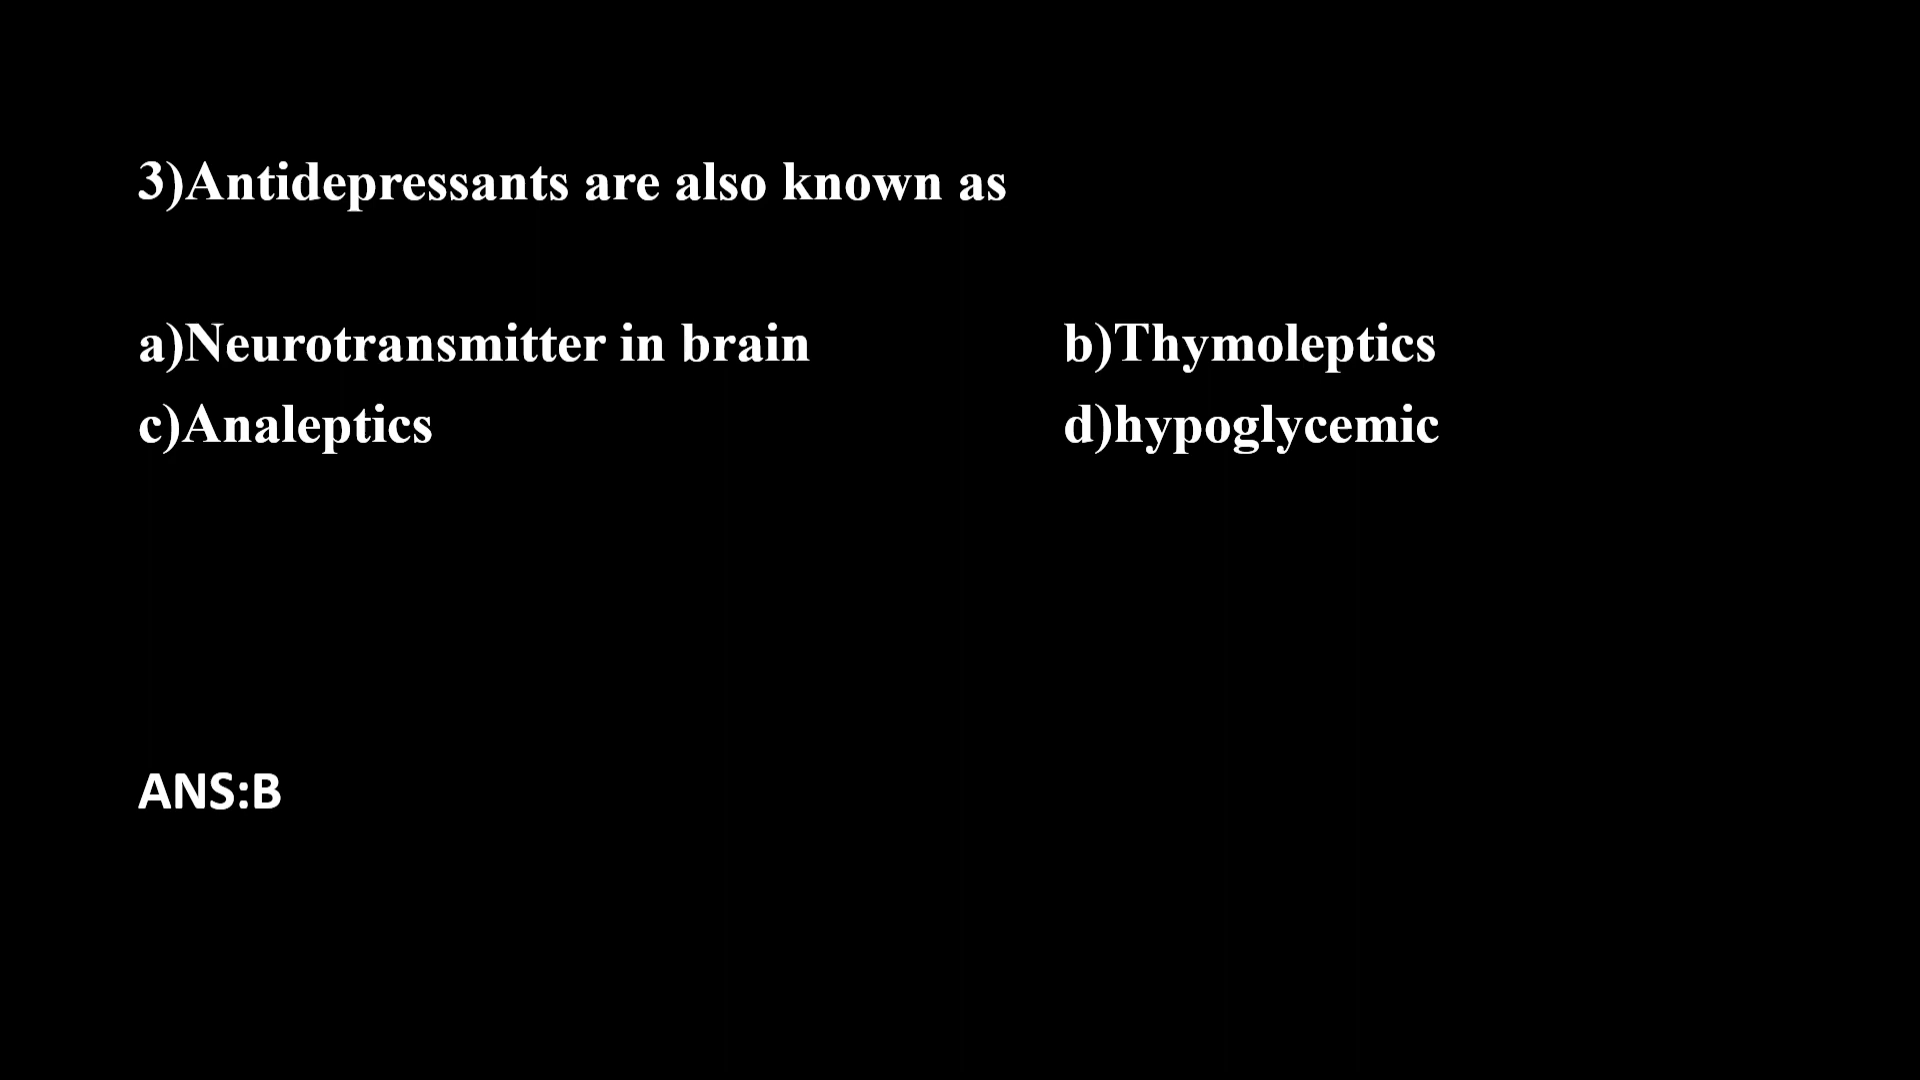 3)Antidepressants are also known as
a)Neurotransmitter in brain b)Thymoleptics
c)Analeptics d)hypoglycemic
ANS:B